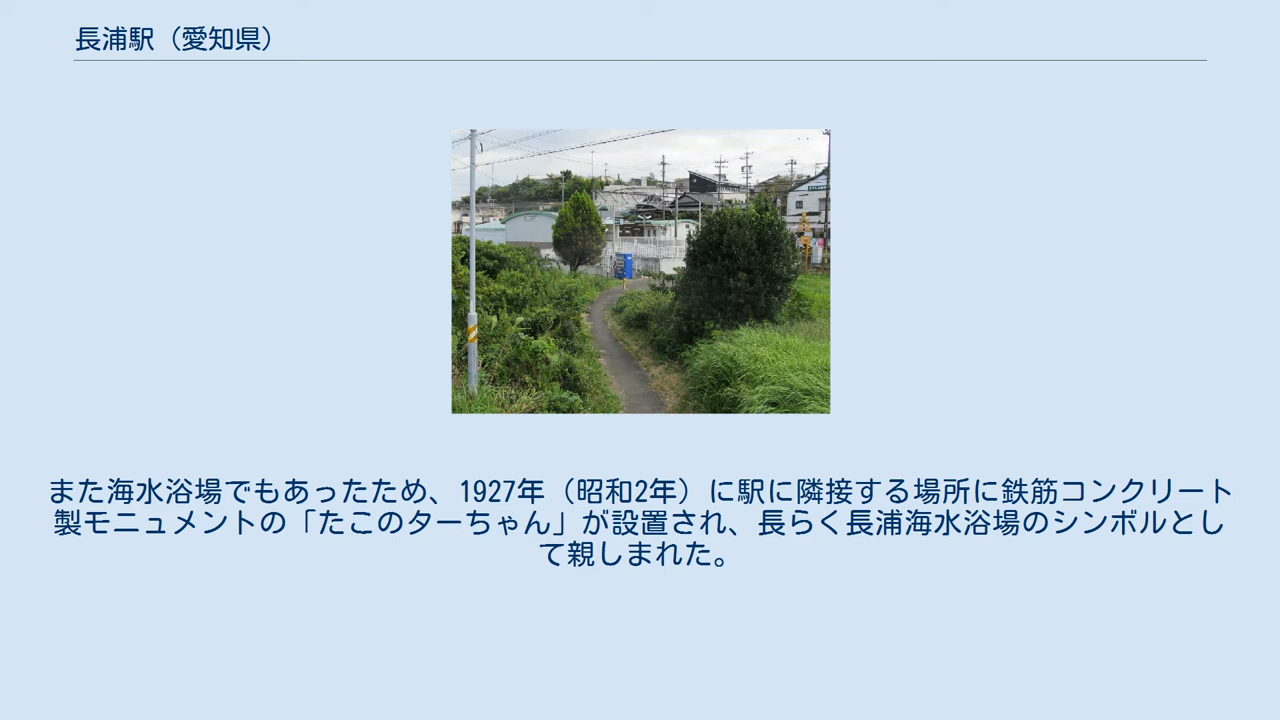 長浦駅（愛知県）
また海水浴場でもあったため、1927年（昭和2年）に駅に隣接する場所に鉄筋コンクリート
製モニュメントの「たこのターちゃん」が設置され、長らく長浦海水浴場のシンボルとし
て親しまれた。